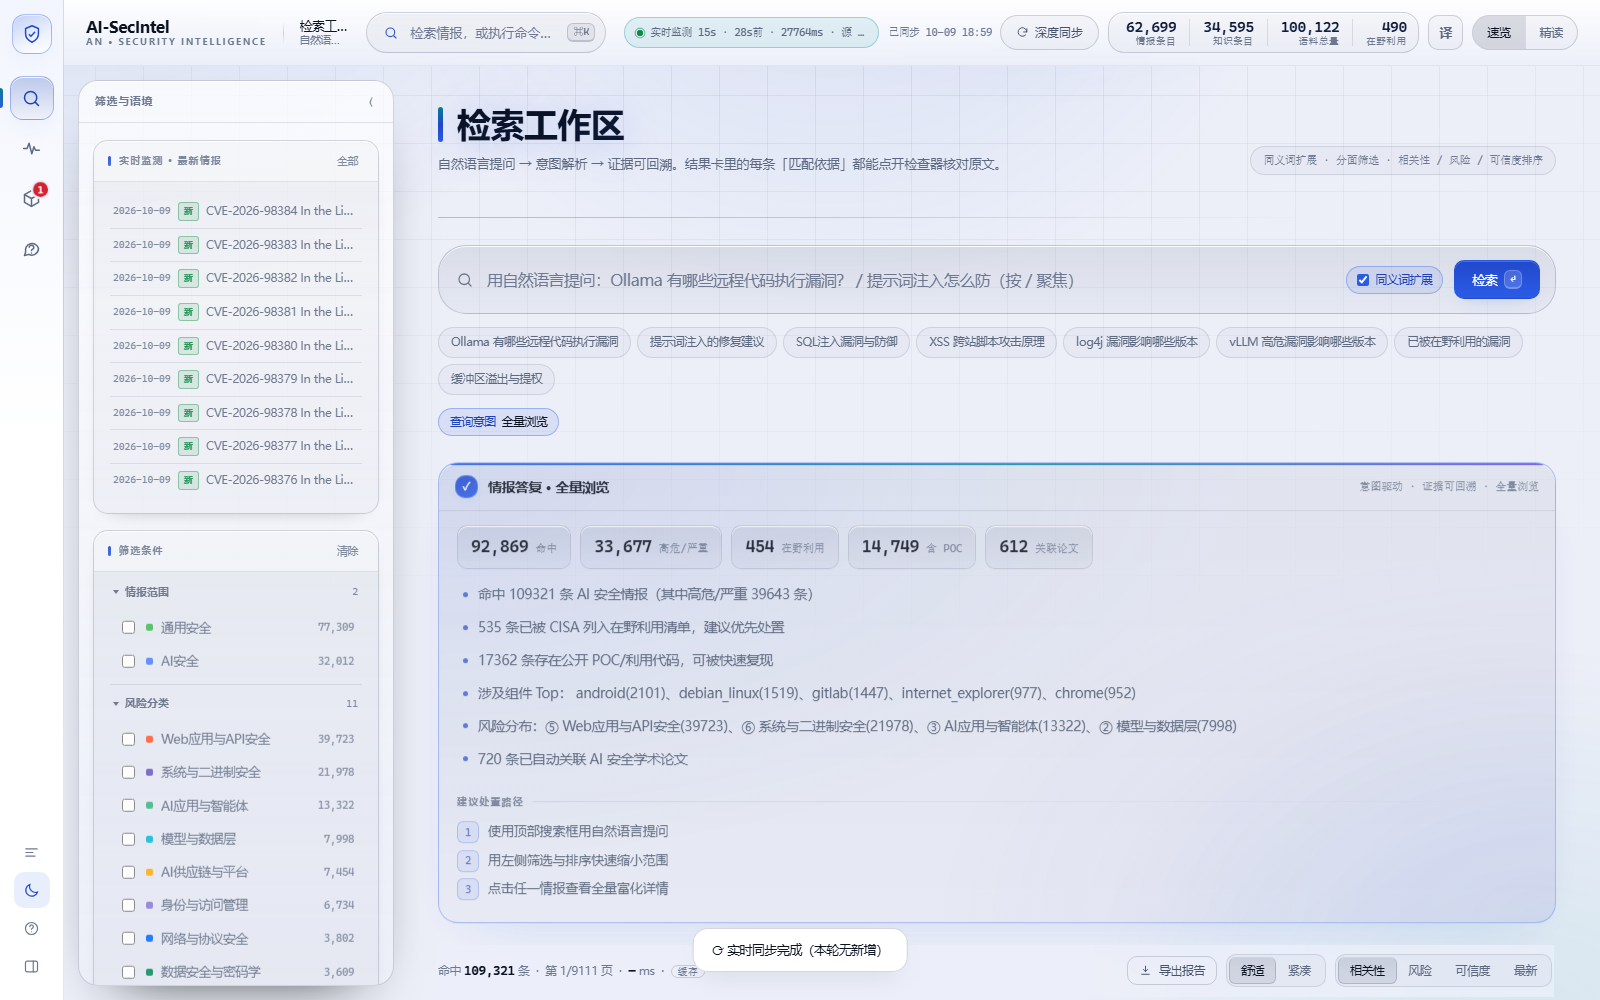 AI-SecIntel
AN • SECURITY INTELLIGENCE
检索工...
自然语...
检索情报，或执行命令...
⌘K
实时监测 15s · 28s前 · 27764ms · 源 …
已同步 10-09 18:59
深度同步
62,699 情报条目
34,595 知识条目
100,122 语料总量
490 在野利用
译
速览
精读
1
筛选与语境
实时监测 • 最新情报
全部
2026-10-09 新 CVE-2026-98384 In the Li...
2026-10-09 新 CVE-2026-98383 In the Li...
2026-10-09 新 CVE-2026-98382 In the Li...
2026-10-09 新 CVE-2026-98381 In the Li...
2026-10-09 新 CVE-2026-98380 In the Li...
2026-10-09 新 CVE-2026-98379 In the Li...
2026-10-09 新 CVE-2026-98378 In the Li...
2026-10-09 新 CVE-2026-98377 In the Li...
2026-10-09 新 CVE-2026-98376 In the Li...
筛选条件
清除
情报范围 2
通用安全 77,309
AI安全 32,012
风险分类 11
Web应用与API安全 39,723
系统与二进制安全 21,978
AI应用与智能体 13,322
模型与数据层 7,998
AI供应链与平台 7,454
身份与访问管理 6,734
网络与协议安全 3,802
数据安全与密码学 3,609
检索工作区
自然语言提问 → 意图解析 → 证据可回溯。结果卡里的每条「匹配依据」都能点开检查器核对原文。
同义词扩展 · 分面筛选 · 相关性 / 风险 / 可信度排序
用自然语言提问：Ollama 有哪些远程代码执行漏洞？ / 提示词注入怎么防（按 / 聚焦）
同义词扩展
检索
Ollama 有哪些远程代码执行漏洞
提示词注入的修复建议
SQL注入漏洞与防御
XSS 跨站脚本攻击原理
log4j 漏洞影响哪些版本
vLLM 高危漏洞影响哪些版本
已被在野利用的漏洞
缓冲区溢出与提权
查询意图 全量浏览
情报答复 • 全量浏览
意图驱动 · 证据可回溯 · 全量浏览
92,869 命中
33,677 高危/严重
454 在野利用
14,749 含 POC
612 关联论文
命中 109321 条 AI 安全情报（其中高危/严重 39643 条）
535 条已被 CISA 列入在野利用清单，建议优先处置
17362 条存在公开 POC/利用代码，可被快速复现
涉及组件 Top： android(2101)、debian_linux(1519)、gitlab(1447)、internet_explorer(977)、chrome(952)
风险分布：⑤ Web应用与API安全(39723)、⑥ 系统与二进制安全(21978)、③ AI应用与智能体(13322)、② 模型与数据层(7998)
720 条已自动关联 AI 安全学术论文
建议处置路径
1 使用顶部搜索框用自然语言提问
2 用左侧筛选与排序快速缩小范围
3 点击任一情报查看全量富化详情
命中 109,321 条 · 第 1/9111 页 · – ms · 缓存
实时同步完成（本轮无新增）
导出报告
舒适
紧凑
相关性
风险
可信度
最新